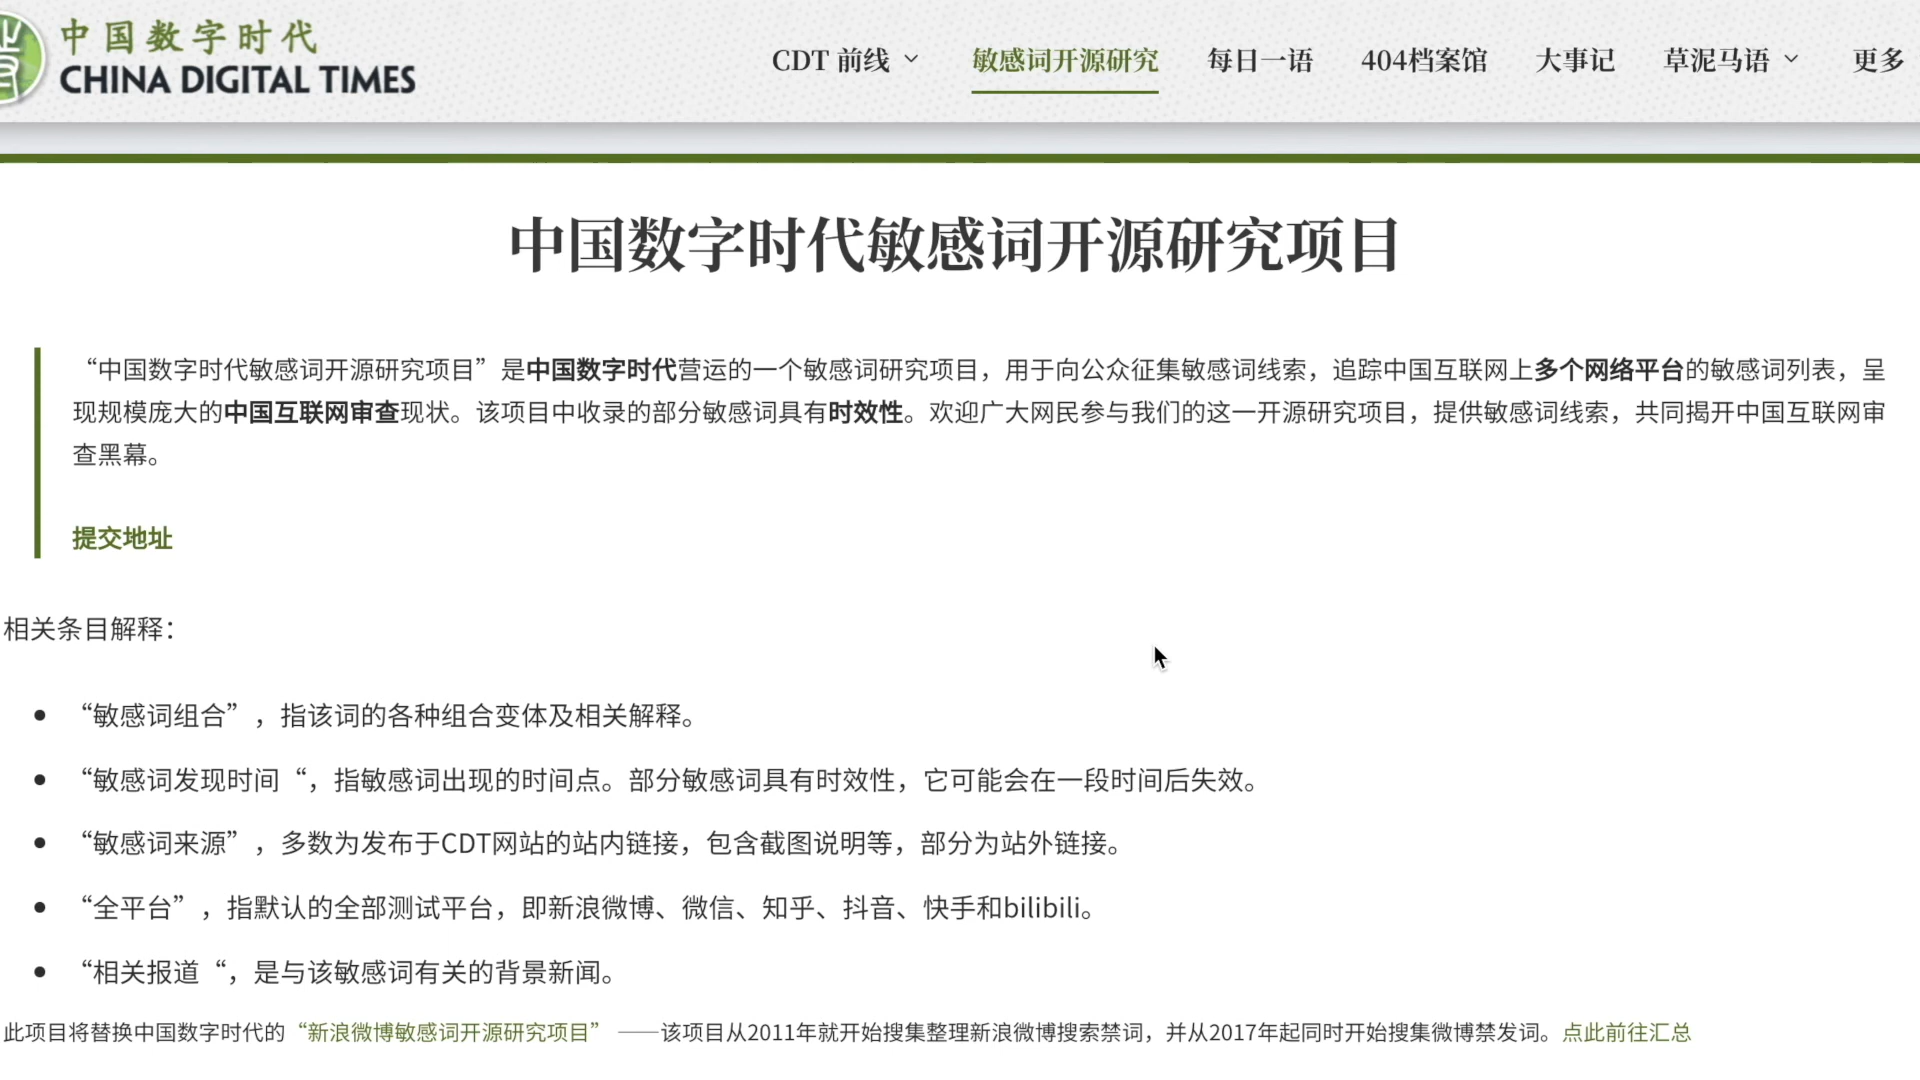 中国数字时代
CHINA DIGITAL TIMES
CDT 前线 敏感词开源研究 每日一语 404档案馆 大事记 草泥马语 更多
中国数字时代敏感词开源研究项目
“中国数字时代敏感词开源研究项目”是中国数字时代营运的一个敏感词研究项目，用于向公众征集敏感词线索，追踪中国互联网上多个网络平台的敏感词列表，呈
现规模庞大的中国互联网审查现状。该项目中收录的部分敏感词具有时效性。欢迎广大网民参与我们的这一开源研究项目，提供敏感词线索，共同揭开中国互联网审
查黑幕。
提交地址
相关条目解释：
• “敏感词组合”，指该词的各种组合变体及相关解释。
• “敏感词发现时间“，指敏感词出现的时间点。部分敏感词具有时效性，它可能会在一段时间后失效。
• “敏感词来源”，多数为发布于CDT网站的站内链接，包含截图说明等，部分为站外链接。
• “全平台”，指默认的全部测试平台，即新浪微博、微信、知乎、抖音、快手和bilibili。
• “相关报道“，是与该敏感词有关的背景新闻。
此项目将替换中国数字时代的“新浪微博敏感词开源研究项目” ——该项目从2011年就开始搜集整理新浪微博搜索禁词，并从2017年起同时开始搜集微博禁发词。点此前往汇总